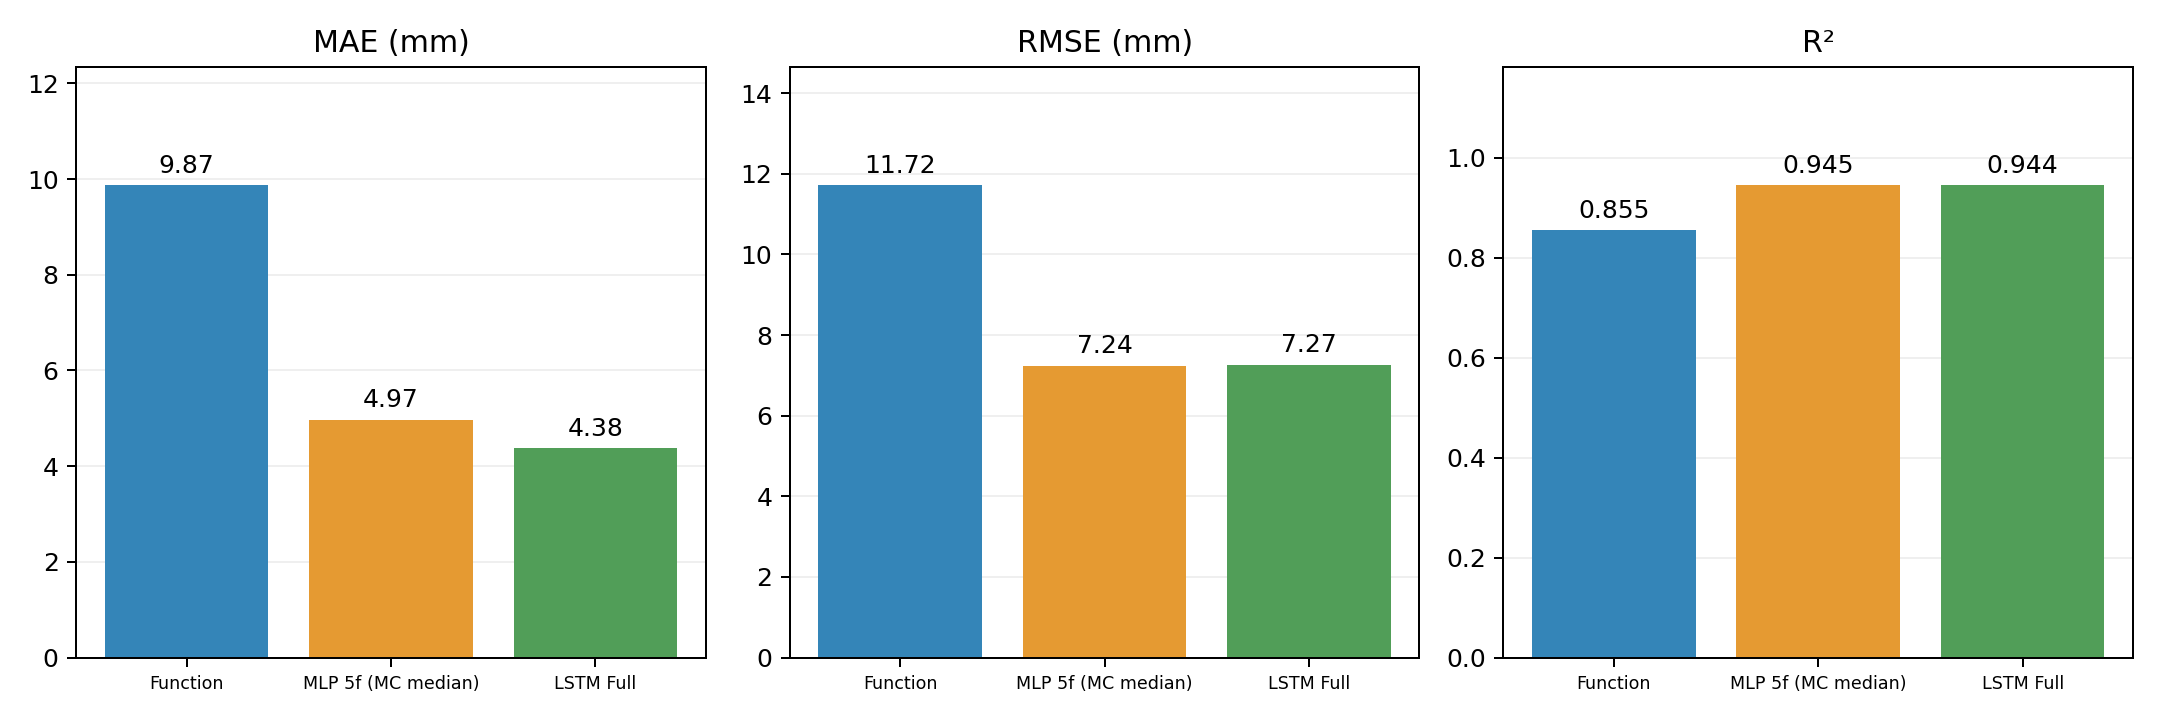 MAE (mm)
12
10
8
6
4
2
0
9.87
4.97
4.38
Function
MLP 5f (MC median)
LSTM Full
RMSE (mm)
14
12
10
8
6
4
2
0
11.72
7.24
7.27
Function
MLP 5f (MC median)
LSTM Full
R²
1.0
0.8
0.6
0.4
0.2
0.0
0.855
0.945
0.944
Function
MLP 5f (MC median)
LSTM Full